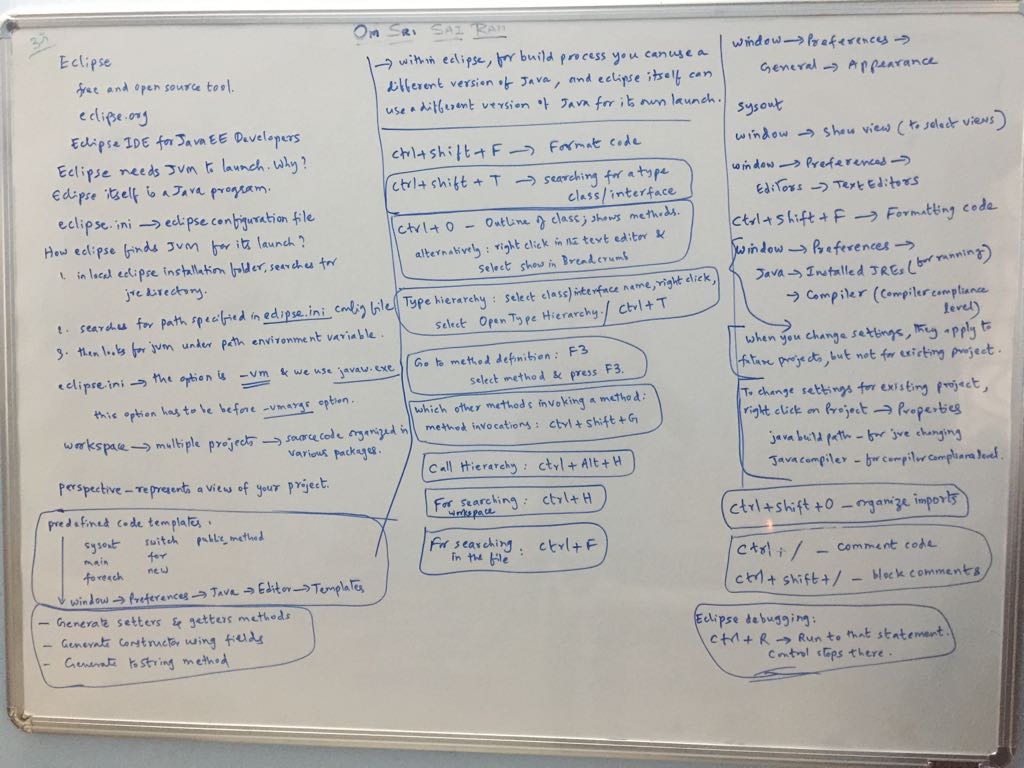 ॐ
Om Sri Sai Ram
Eclipse
free and open source tool.
eclipse.org
Eclipse IDE for Java EE Developers
Eclipse needs JVM to launch. Why?
Eclipse itself is a Java program.
eclipse.ini → eclipse configuration file
How eclipse finds JVM for its launch?
1. in local eclipse installation folder, searches for
jre directory.
2. searches for path specified in eclipse.ini config file
3. then looks for jvm under path environment variable.
eclipse.ini → the option is -vm & we use javaw.exe
this option has to be before -vmargs option.
workspace → multiple projects → source code organized in
various packages.
perspective – represents a view of your project.
predefined code templates.
sysout switch public_method
main for
foreach new
window → Preferences → Java → Editor → Templates
– Generate setters & getters methods
– Generate constructor using fields
– Generate toString method
→ within eclipse, for build process you can use a
different version of Java, and eclipse itself can
use a different version of Java for its own launch.
ctrl+shift+F → Format code
ctrl+shift+T → searching for a type
class/interface
ctrl+O – Outline of class; shows methods.
alternatively: right click in the text editor &
select show in Breadcrumb
Type hierarchy: select class/interface name, right click,
select Open Type Hierarchy. / ctrl+T
Go to method definition: F3
select method & press F3.
which other methods invoking a method:
method invocations: ctrl+shift+G
Call Hierarchy: ctrl+Alt+H
For searching: ctrl+H
workspace
For searching : ctrl+F
in the file
window → Preferences →
General → Appearance
sysout
window → show view (to select views)
window → Preferences →
Editors → Text Editors
ctrl+shift+F → Formatting code
window → Preferences →
Java → Installed JREs (for running)
→ Compiler (Compiler compliance
level)
when you change settings, they apply to
future projects, but not for existing project.
To change settings for existing project,
right click on Project → Properties
java build path – for jre changing
Java compiler – for compiler compliance level.
ctrl+shift+O – organize imports
ctrl + / – comment code
ctrl+shift+/ – block comments
Eclipse debugging:
ctrl+R → Run to that statement.
control stops there.